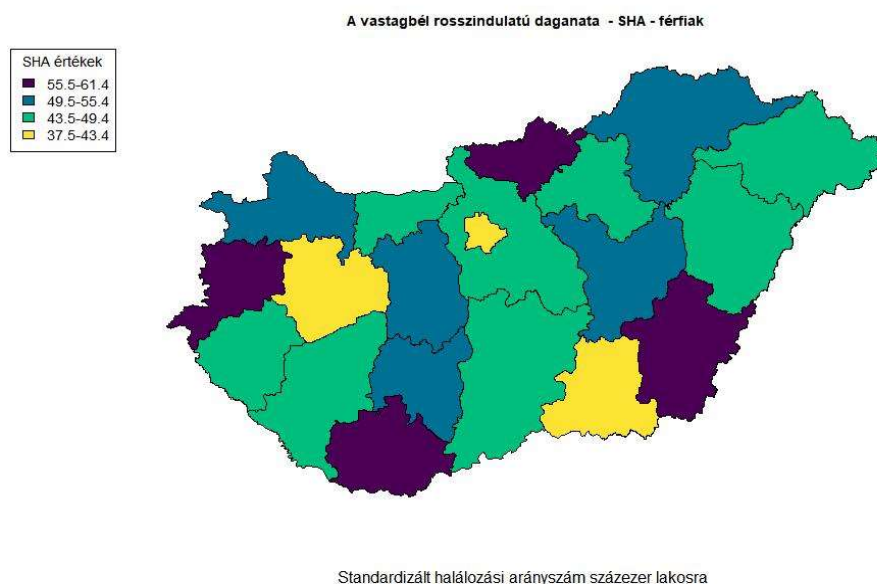 A vastagbél rosszindulatú daganata - SHA - férfiak
SHA értékek
55.5-61.4
49.5-55.4
43.5-49.4
37.5-43.4
Standardizált halálozási arányszám százezer lakosra